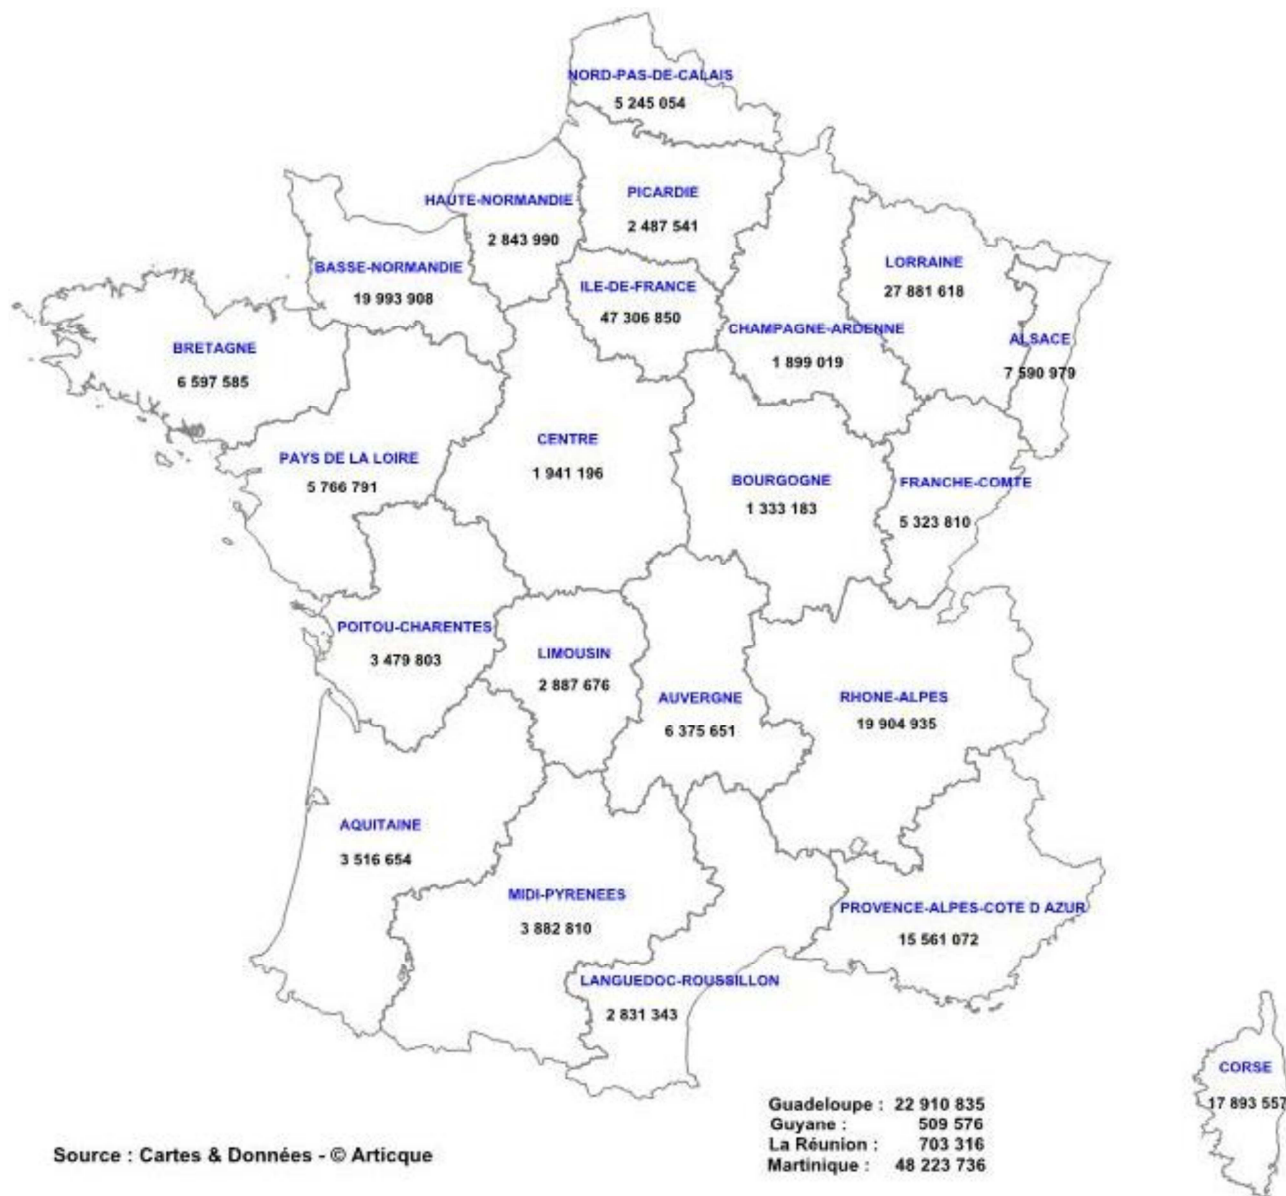 NORD-PAS-DE-CALAIS
5 245 054
HAUTE-NORMANDIE
2 843 990
PICARDIE
2 487 541
BASSE-NORMANDIE
19 993 908
ILE-DE-FRANCE
47 306 850
LORRAINE
27 881 618
CHAMPAGNE-ARDENNE
1 899 019
ALSACE
7 590 979
BRETAGNE
6 597 585
PAYS DE LA LOIRE
5 766 791
CENTRE
1 941 196
BOURGOGNE
1 333 183
FRANCHE-COMTE
5 323 810
POITOU-CHARENTES
3 479 803
LIMOUSIN
2 887 676
AUVERGNE
6 375 651
RHONE-ALPES
19 904 935
AQUITAINE
3 516 654
MIDI-PYRENEES
3 882 810
PROVENCE-ALPES-COTE D AZUR
15 561 072
LANGUEDOC-ROUSSILLON
2 831 343
CORSE
17 893 557
Guadeloupe : 22 910 835
Guyane : 509 576
La Réunion : 703 316
Martinique : 48 223 736
Source : Cartes & Données - © Articque